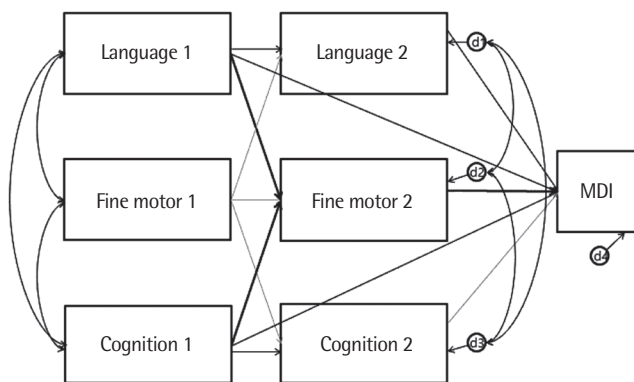 Language 1
Language 2
d1
Fine motor 1
Fine motor 2
d2
MDI
d4
Cognition 1
Cognition 2
d3